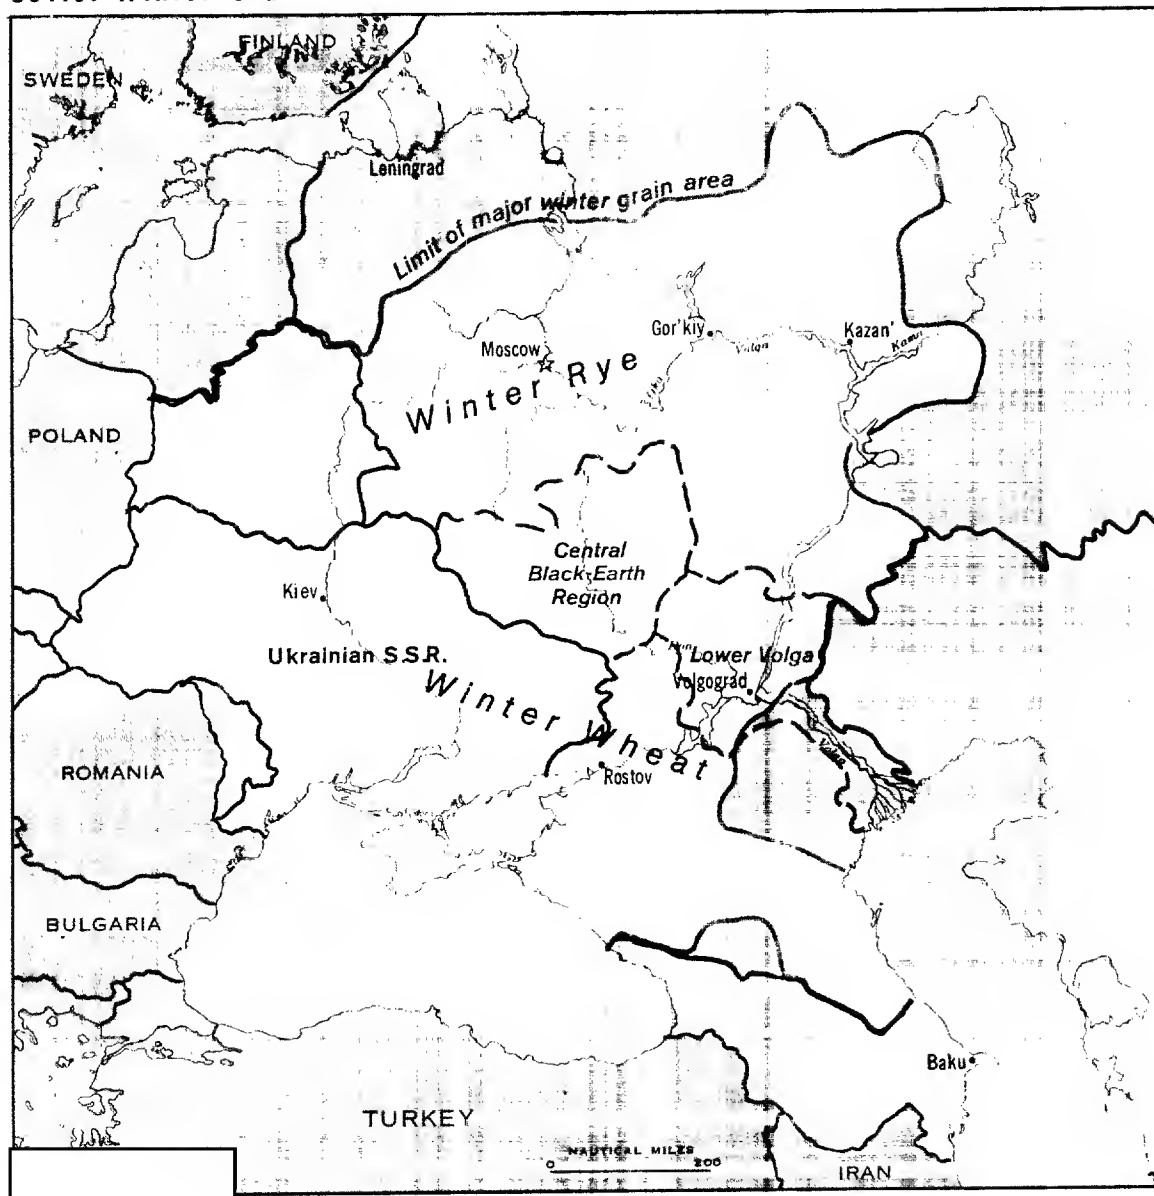 FINLAND
SWEDEN
Leningrad
Limit of major winter grain area
Gor'kiy
Volga
Kazan'
Kama
Moscow
Winter Rye
POLAND
Central
Black-Earth
Region
Kiev
Ukrainian S.S.R.
Lower Volga
Volgograd
Winter Wheat
ROMANIA
Volga
Rostov
BULGARIA
Baku
TURKEY
NAUTICAL MILES
0 200
IRAN